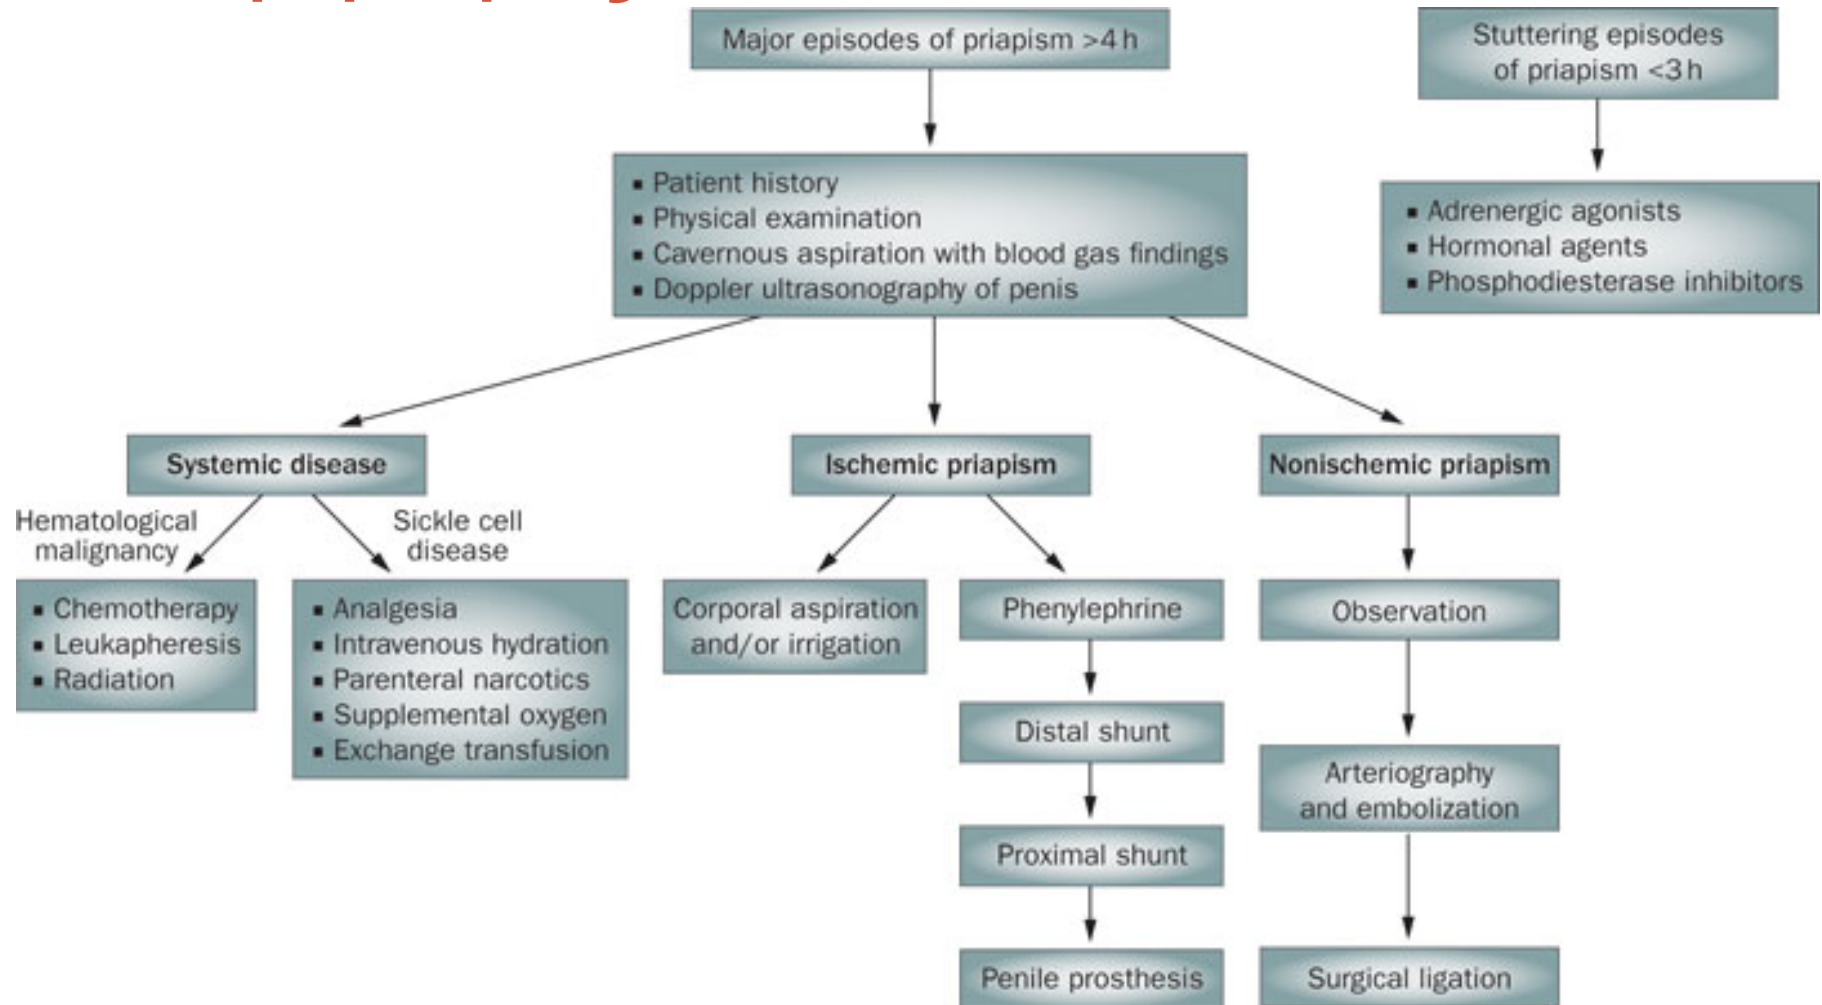 Major episodes of priapism >4 h
Stuttering episodes
of priapism <3 h
▪ Patient history
▪ Physical examination
▪ Cavernous aspiration with blood gas findings
▪ Doppler ultrasonography of penis
▪ Adrenergic agonists
▪ Hormonal agents
▪ Phosphodiesterase inhibitors
Systemic disease
Ischemic priapism
Nonischemic priapism
Hematological
malignancy
Sickle cell
disease
▪ Chemotherapy
▪ Leukapheresis
▪ Radiation
▪ Analgesia
▪ Intravenous hydration
▪ Parenteral narcotics
▪ Supplemental oxygen
▪ Exchange transfusion
Corporal aspiration
and/or irrigation
Phenylephrine
Distal shunt
Proximal shunt
Penile prosthesis
Observation
Arteriography
and embolization
Surgical ligation